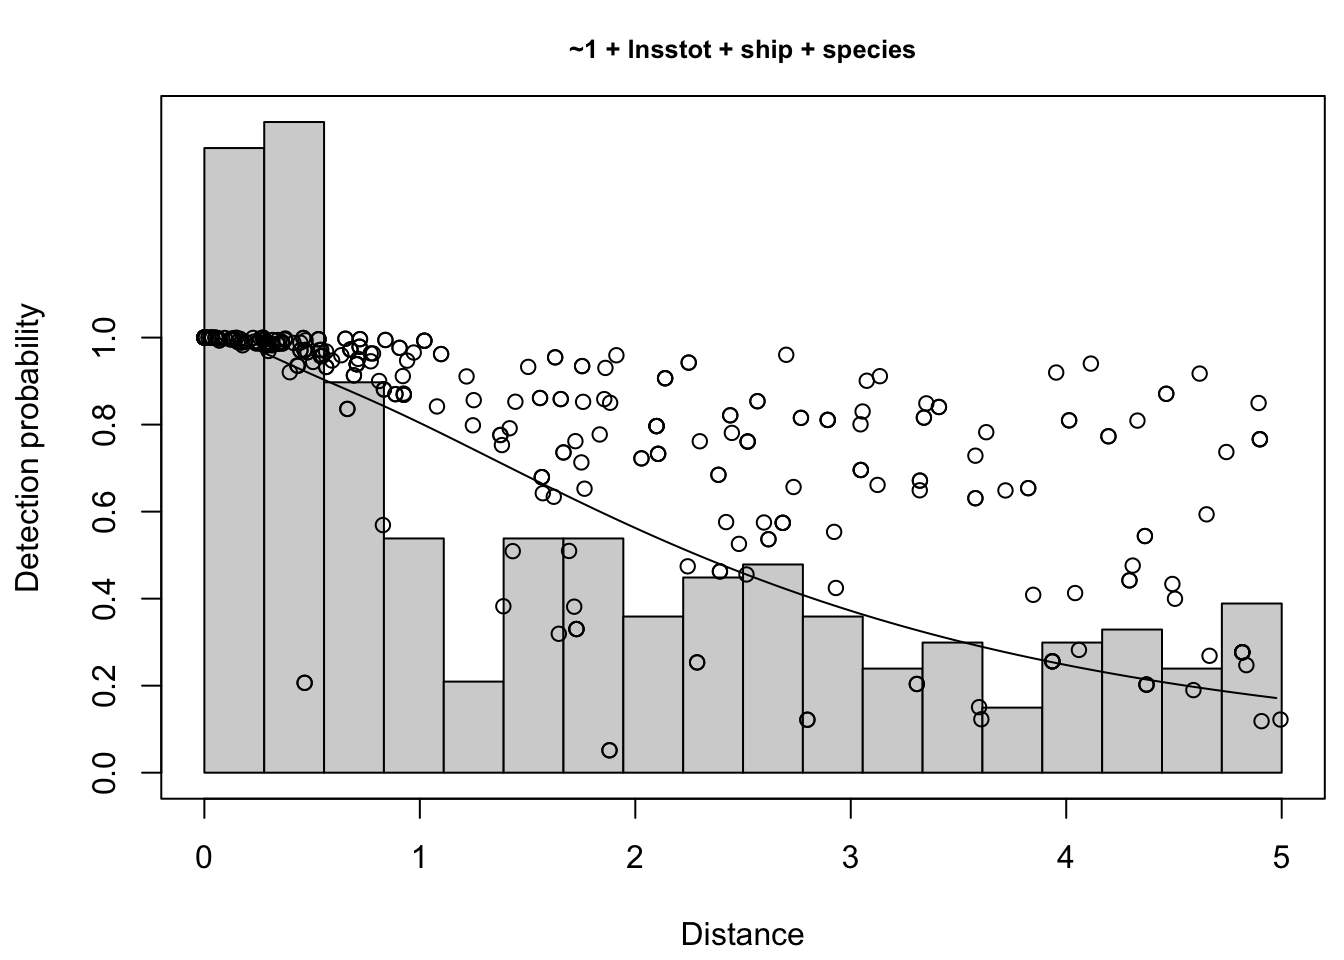 ~1 + lnsstot + ship + species
Detection probability
1.0
0.8
0.6
0.4
0.2
0.0
0 1 2 3 4 5
Distance